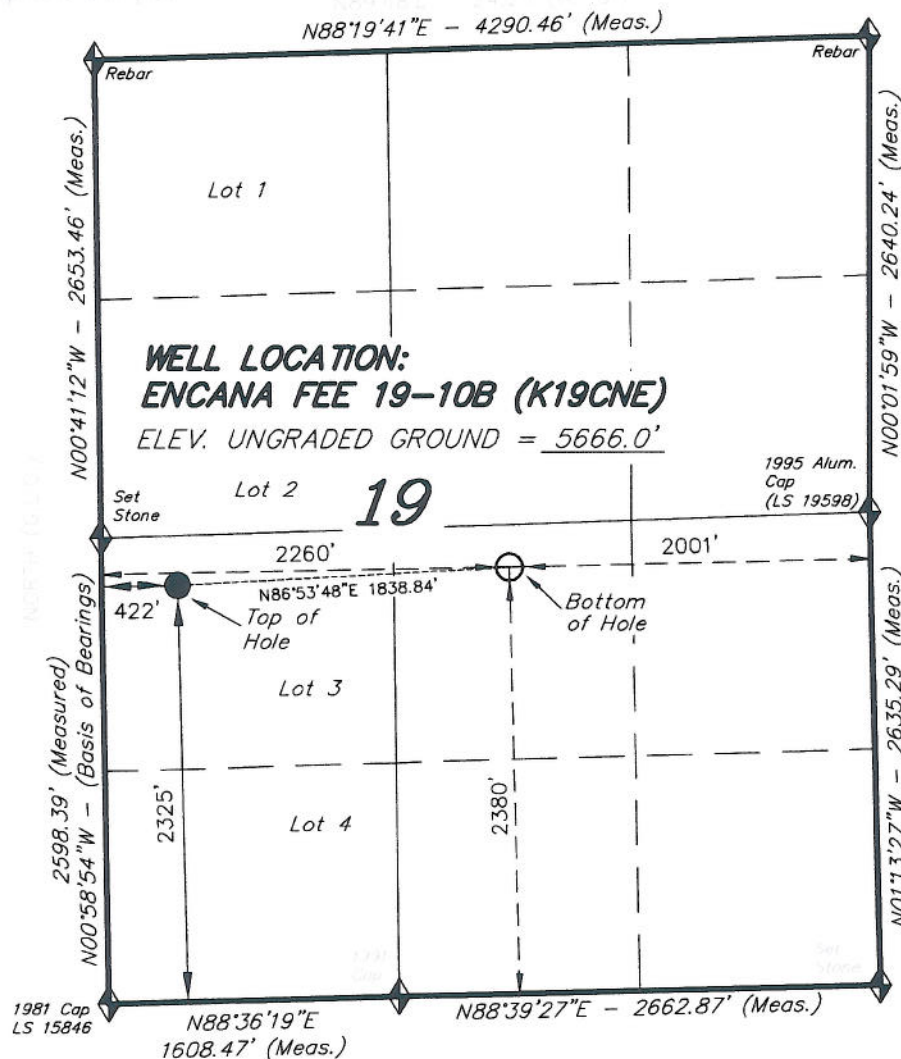 N88°19'41"E - 4290.46' (Meas.)
Rebar
Rebar
N00°41'12"W - 2653.46' (Meas.)
N00°01'59"W - 2640.24' (Meas.)
Lot 1
WELL LOCATION:
ENCANA FEE 19-10B (K19CNE)
ELEV. UNGRADED GROUND = 5666.0'
Lot 2
19
Set
Stone
1995 Alum.
Cap
(LS 19598)
2260'
2001'
N86°53'48"E 1838.84'
422'
Top of
Hole
Bottom
of Hole
Lot 3
2598.39' (Measured)
N00°58'54"W - (Basis of Bearings)
N01°13'27"W - 2635.29' (Meas.)
2325'
2380'
Lot 4
Set
Stone
1981 Cap
LS 15846
N88°36'19"E
1608.47' (Meas.)
N88°39'27"E - 2662.87' (Meas.)